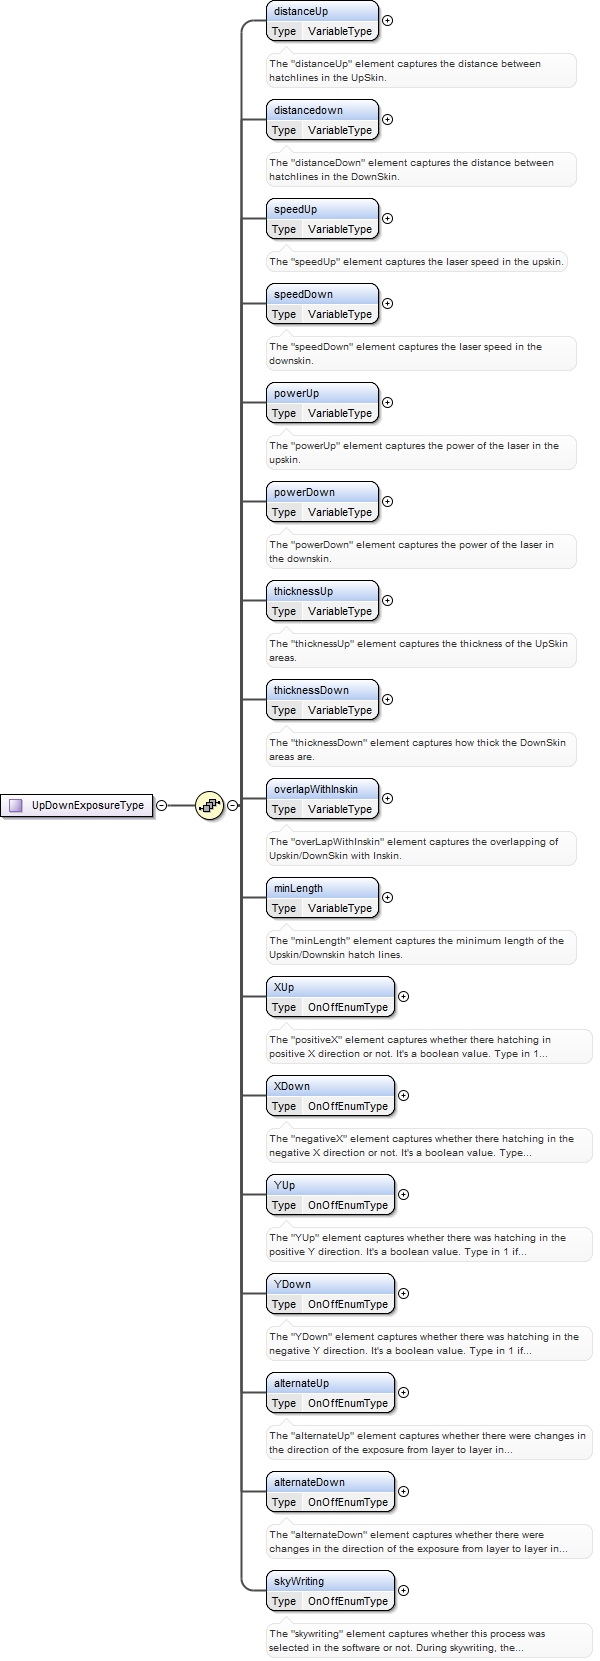 distanceUp
Type VariableType
The "distanceUp" element captures the distance between
hatchlines in the UpSkin.
distancedown
Type VariableType
The "distanceDown" element captures the distance between
hatchlines in the DownSkin.
speedUp
Type VariableType
The "speedUp" element captures the laser speed in the upskin.
speedDown
Type VariableType
The "speedDown" element captures the laser speed in the
downskin.
powerUp
Type VariableType
The "powerUp" element captures the power of the laser in the
upskin.
powerDown
Type VariableType
The "powerDown" element captures the power of the laser in
the downskin.
thicknessUp
Type VariableType
The "thicknessUp" element captures the thickness of the UpSkin
areas.
thicknessDown
Type VariableType
The "thicknessDown" element captures how thick the DownSkin
areas are.
UpDownExposureType
overlapWithInskin
Type VariableType
The "overLapWithInskin" element captures the overlapping of
Upskin/DownSkin with Inskin.
minLength
Type VariableType
The "minLength" element captures the minimum length of the
Upskin/Downskin hatch lines.
XUp
Type OnOffEnumType
The "positiveX" element captures whether there hatching in
positive X direction or not. It's a boolean value. Type in 1...
XDown
Type OnOffEnumType
The "negativeX" element captures whether there hatching in the
negative X direction or not. It's a boolean value. Type...
YUp
Type OnOffEnumType
The "YUp" element captures whether there was hatching in the
positive Y direction. It's a boolean value. Type in 1 if...
YDown
Type OnOffEnumType
The "YDown" element captures whether there was hatching in the
negative Y direction. It's a boolean value. Type in 1 if...
alternateUp
Type OnOffEnumType
The "alternateUp" element captures whether there were changes in
the direction of the exposure from layer to layer in...
alternateDown
Type OnOffEnumType
The "alternateDown" element captures whether there were
changes in the direction of the exposure from layer to layer in...
skyWriting
Type OnOffEnumType
The "skywriting" element captures whether this process was
selected in the software or not. During skywriting, the...